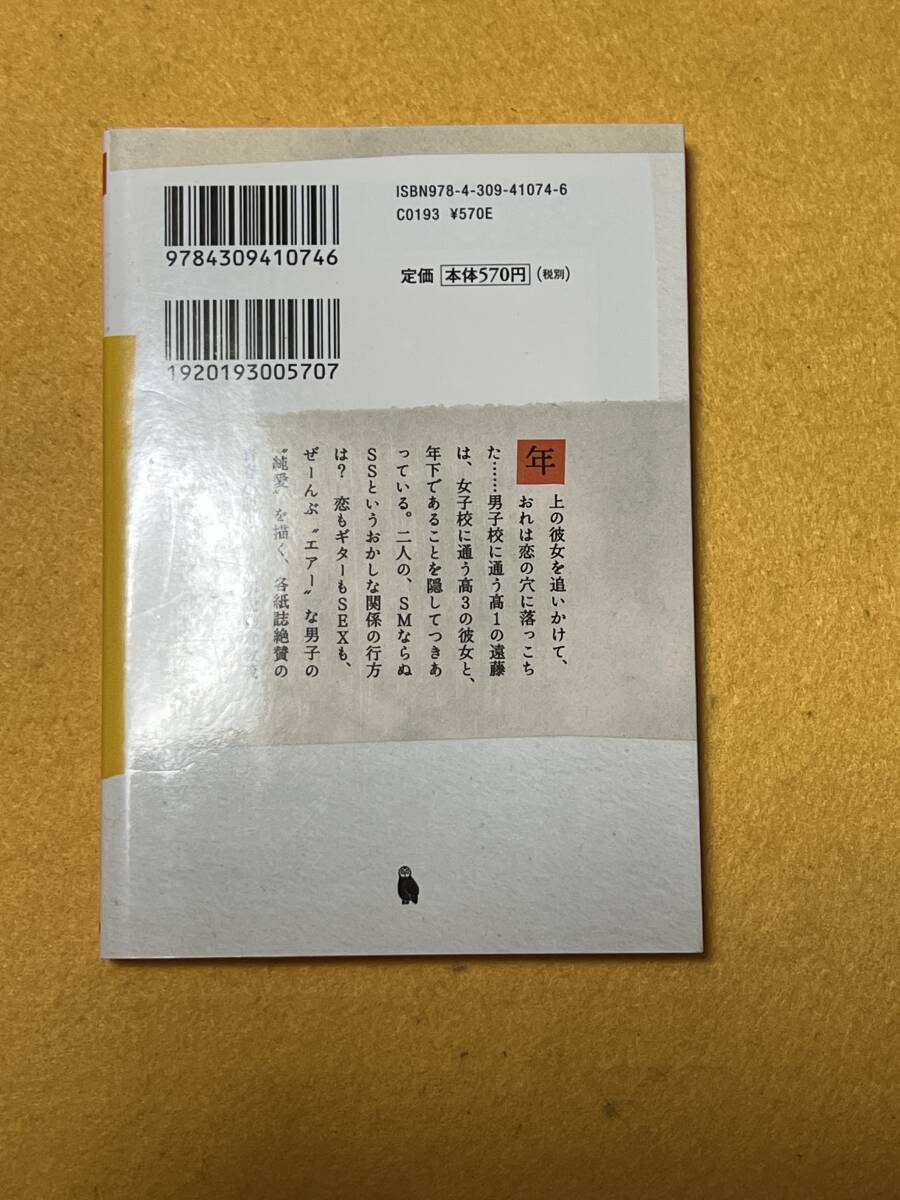 ISBN978-4-309-41074-6
C0193 ¥570E
9784309410746
定価 本体570円 (税別)
1920193005707
年上の彼女を追いかけて、
おれは恋の穴に落っこち
た……男子校に通う高1の遠藤
は、女子校に通う高3の彼女と、
年下であることを隠してつきあ
っている。二人の、SMならぬ
SSというおかしな関係の行方
は？ 恋もギターもSEXも、
ぜーんぶ〝エアー〟な男子の
〝純愛〟を描く、各紙誌絶賛の